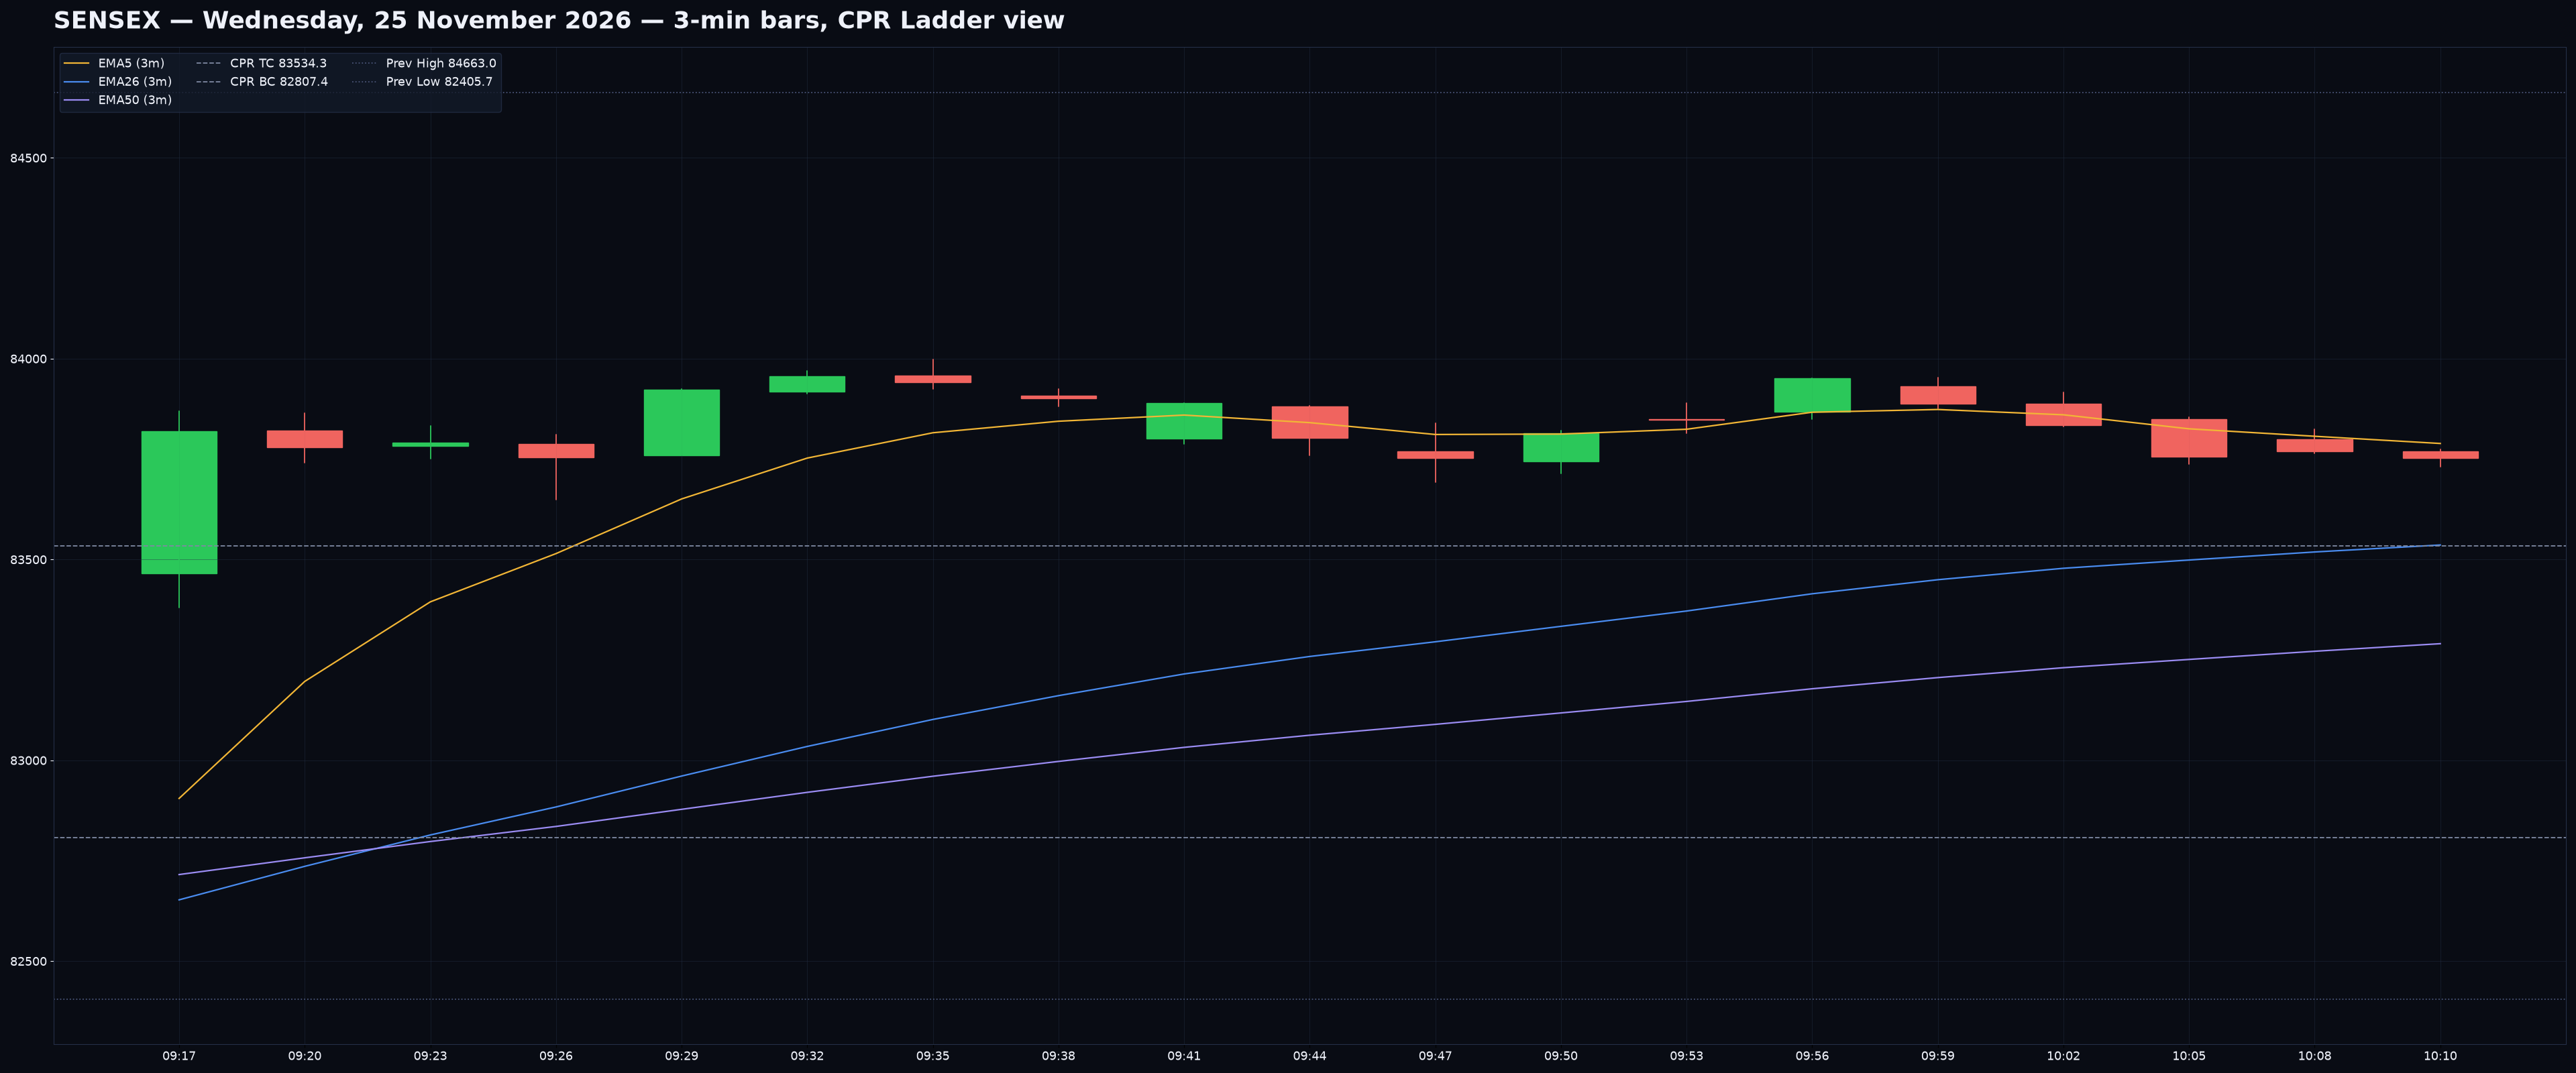 SENSEX — Wednesday, 25 November 2026 — 3-min bars, CPR Ladder view
EMA5 (3m) CPR TC 83534.3 Prev High 84663.0
EMA26 (3m) CPR BC 82807.4 Prev Low 82405.7
EMA50 (3m)
84500
84000
83500
83000
82500
09:17 09:20 09:23 09:26 09:29 09:32 09:35 09:38 09:41 09:44 09:47 09:50 09:53 09:56 09:59 10:02 10:05 10:08 10:10